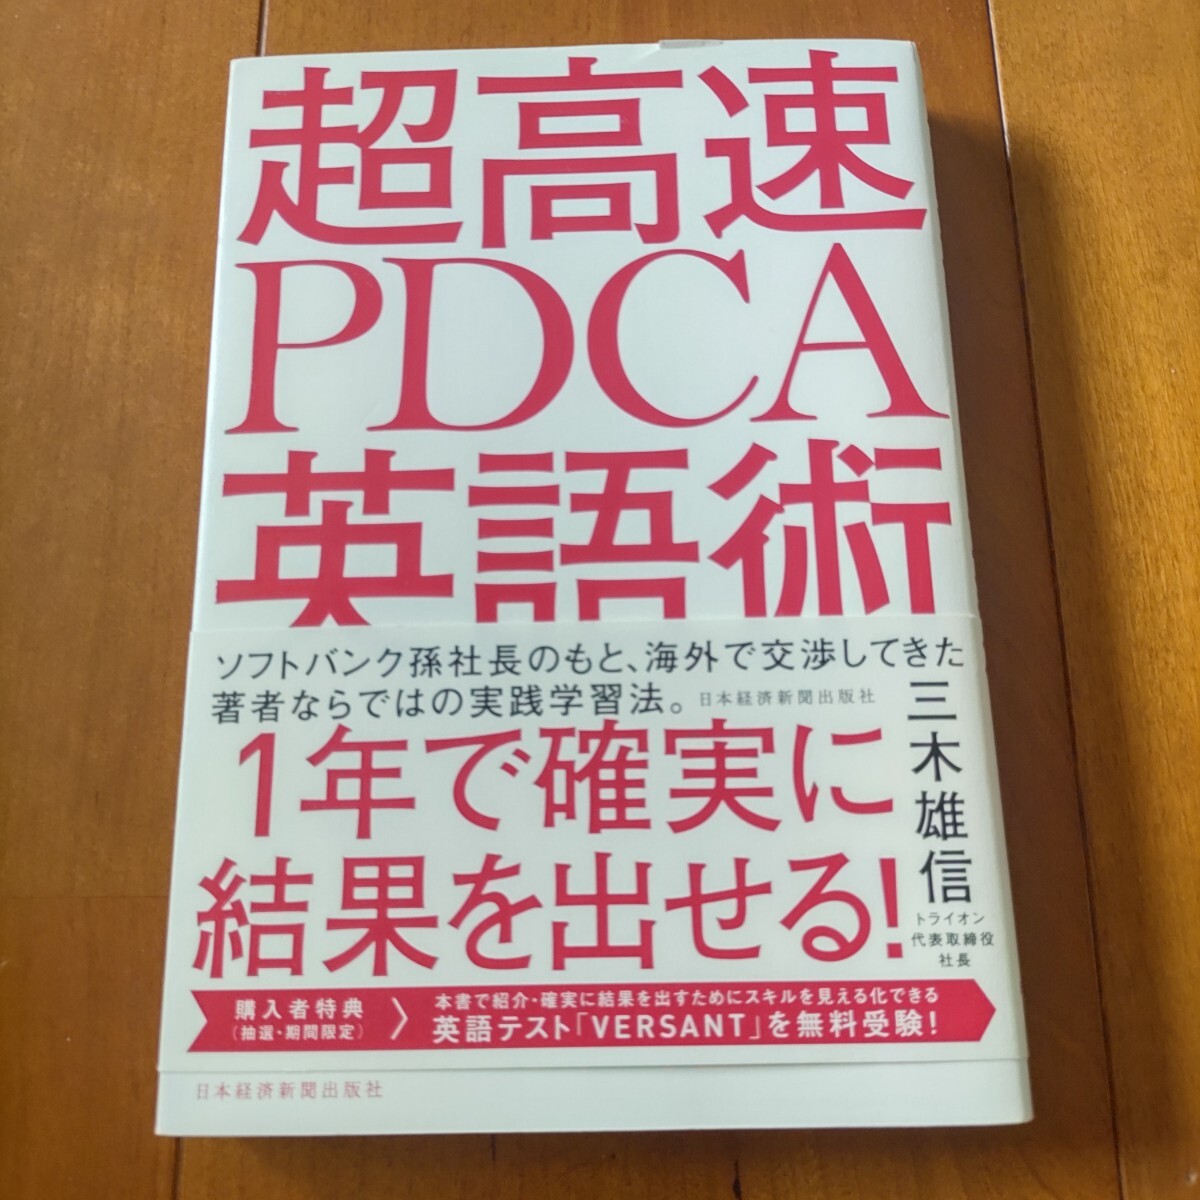 超高速
PDCA
英語術
ソフトバンク孫社長のもと、海外で交渉してきた
著者ならではの実践学習法。
日本経済新聞出版社
1年で確実に
結果を出せる!
三木雄信
トライオン
代表取締役
社長
購入者特典
(抽選・期間限定)
本書で紹介・確実に結果を出すためにスキルを見える化できる
英語テスト「VERSANT」を無料受験!
日本経済新聞出版社